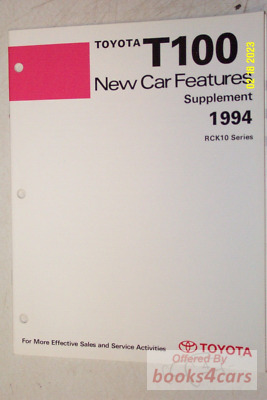 TOYOTA T100
New Car Features
Supplement
1994
RCK10 Series
For More Effective Sales and Service Activities
TOYOTA
Offered By
books4cars